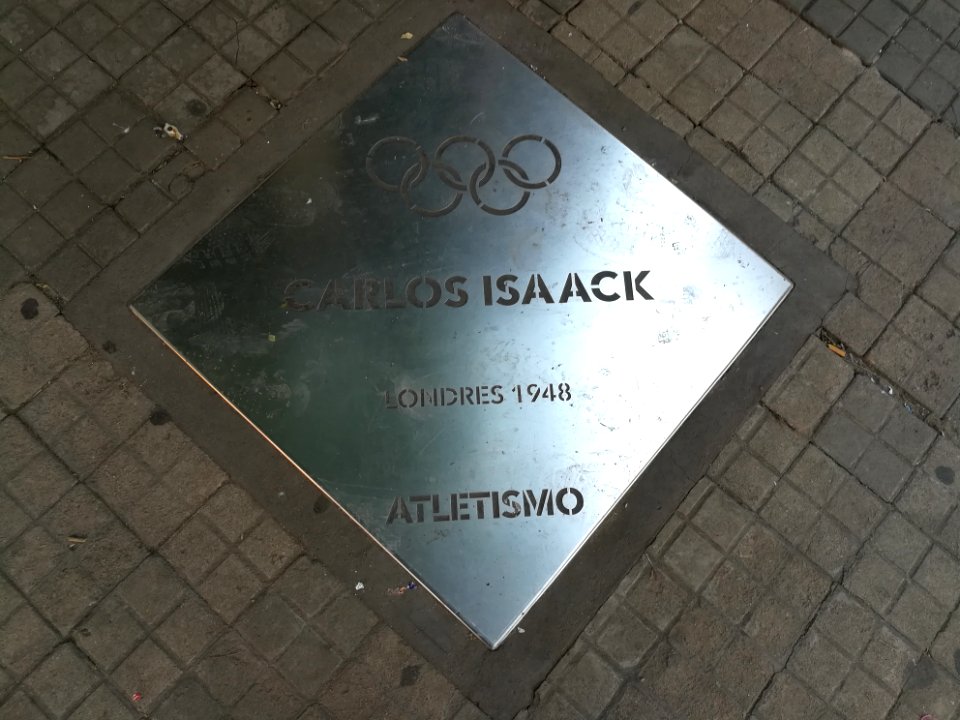 CARLOS ISAACK
LONDRES 1948
ATLETISMO